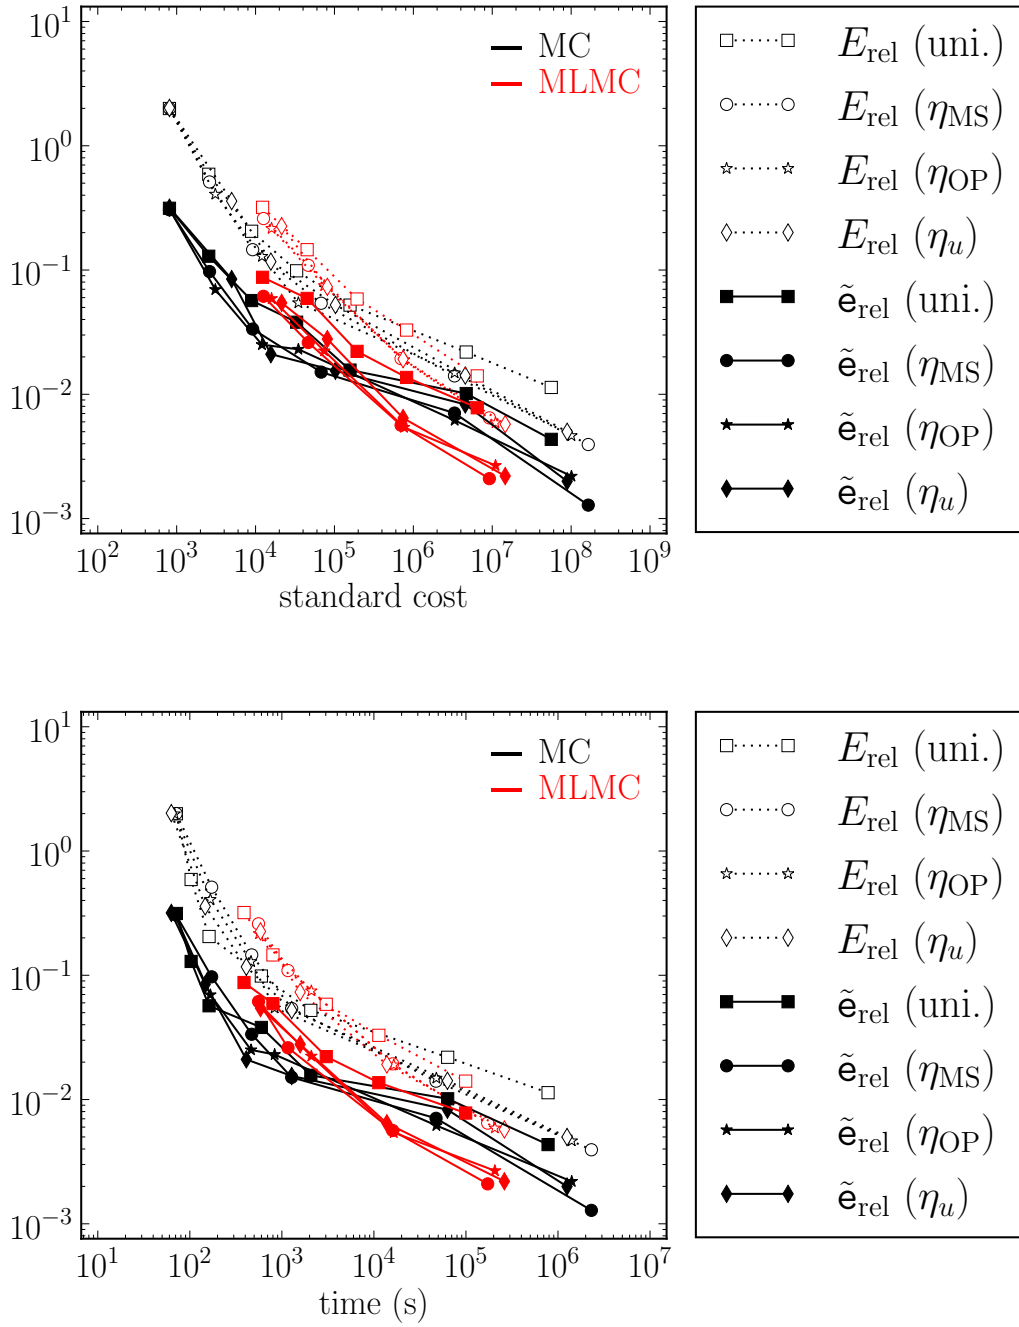 10^1
10^0
10^{-1}
10^{-2}
10^{-3}
MC
MLMC
10^2 10^3 10^4 10^5 10^6 10^7 10^8 10^9
standard cost
E_rel (uni.)
E_rel (η_MS)
E_rel (η_OP)
E_rel (η_u)
ẽ_rel (uni.)
ẽ_rel (η_MS)
ẽ_rel (η_OP)
ẽ_rel (η_u)
10^1
10^0
10^{-1}
10^{-2}
10^{-3}
MC
MLMC
10^1 10^2 10^3 10^4 10^5 10^6 10^7
time (s)
E_rel (uni.)
E_rel (η_MS)
E_rel (η_OP)
E_rel (η_u)
ẽ_rel (uni.)
ẽ_rel (η_MS)
ẽ_rel (η_OP)
ẽ_rel (η_u)